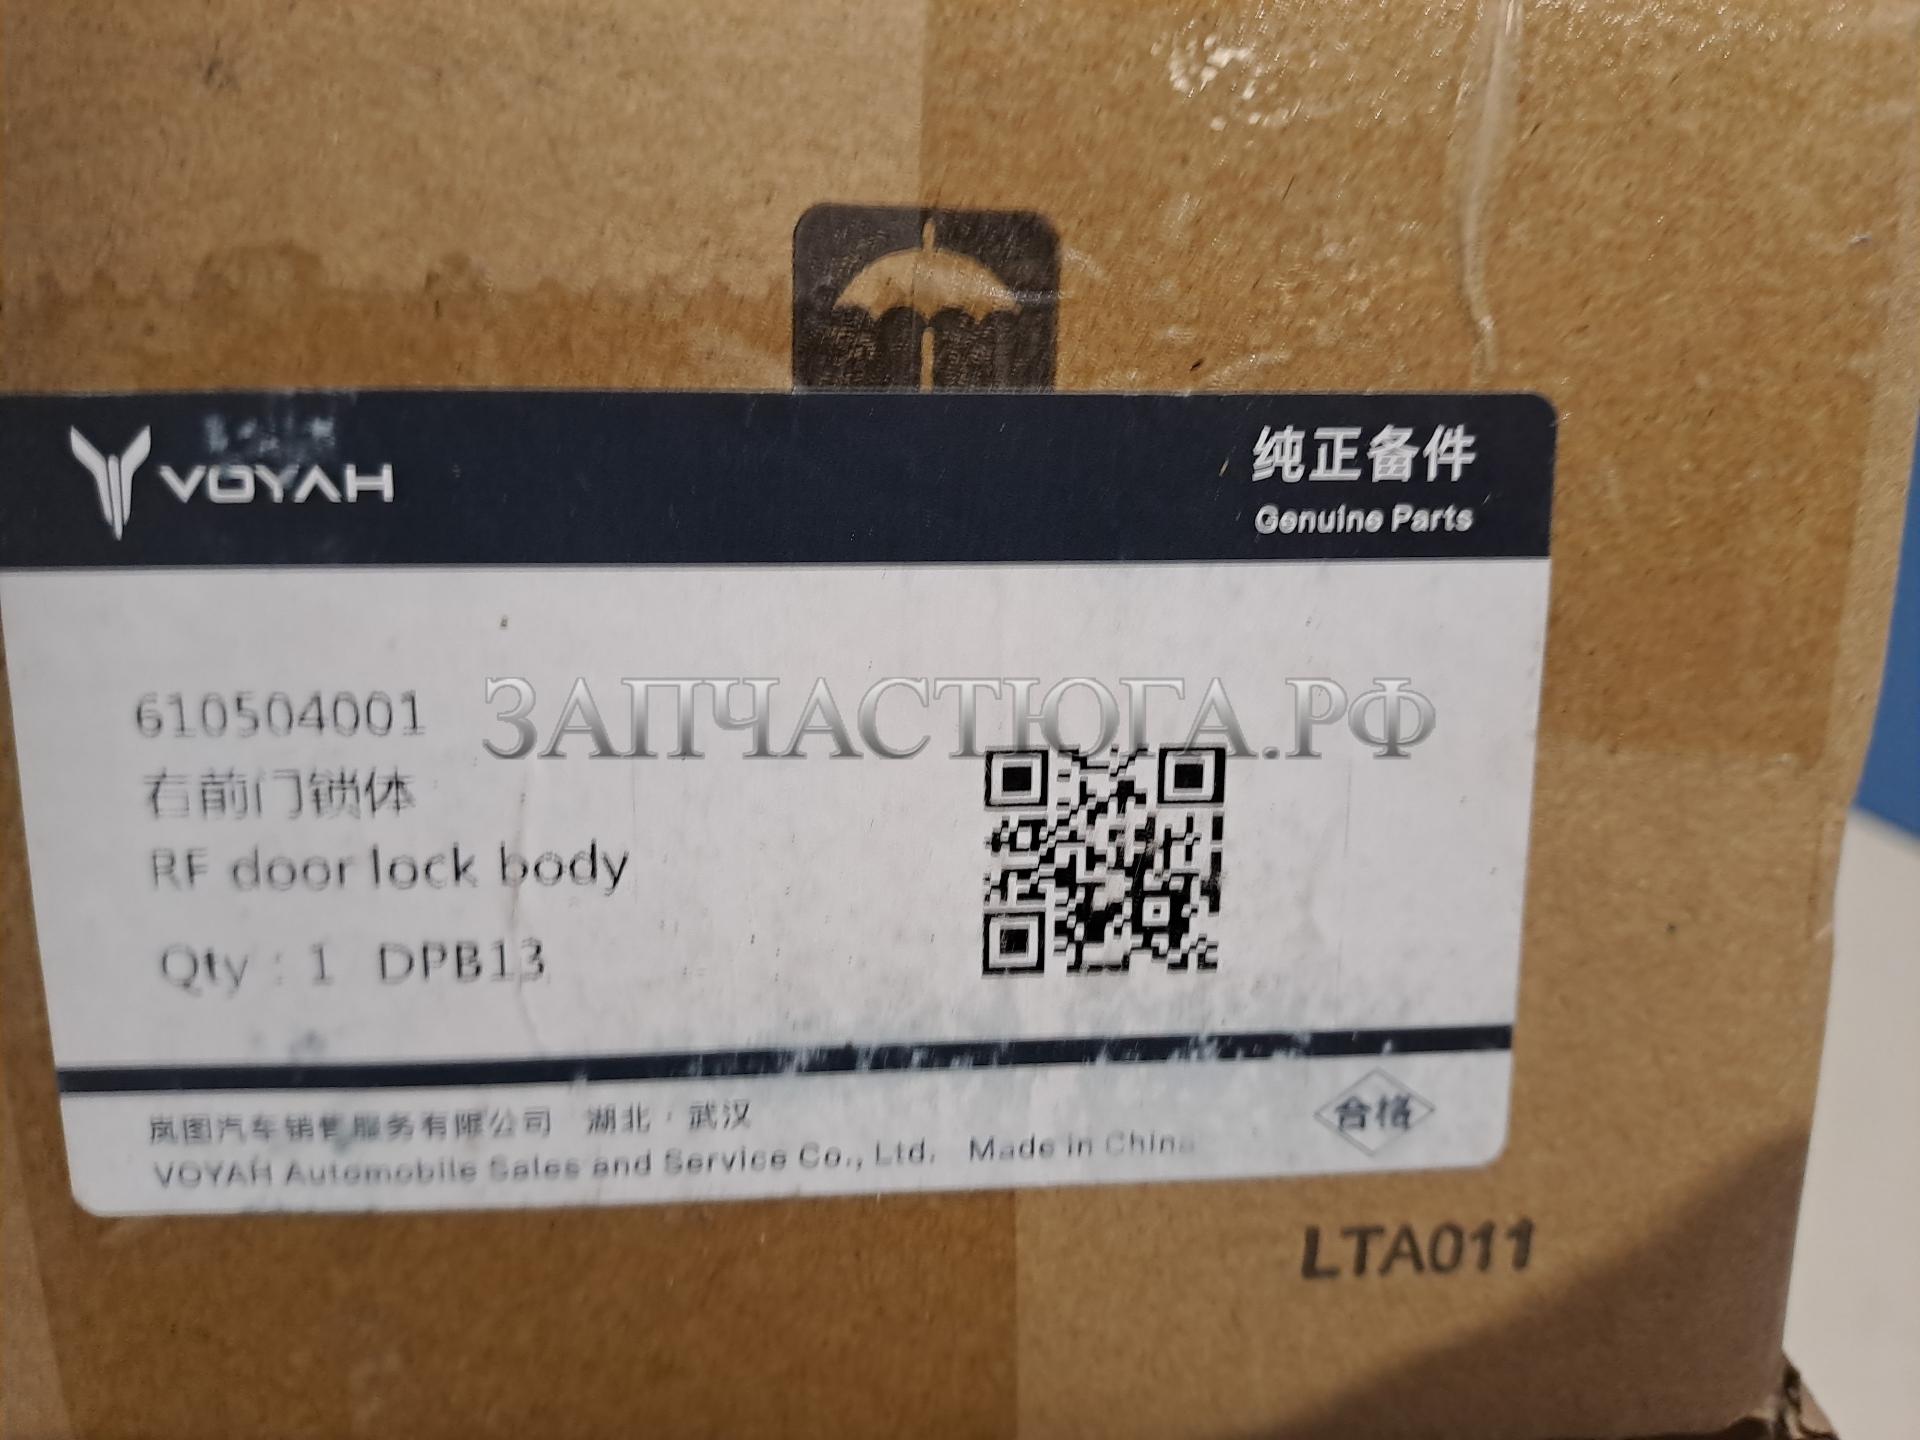 VOYAH
纯正备件
Genuine Parts
610504001
ЗАПЧАСТЮГА.РФ
右前门锁体
RF door lock body
Qty : 1 DPB13
岚图汽车销售服务有限公司 湖北·武汉
VOYAH Automobile Sales and Service Co., Ltd. Made in China
合格
LTA011